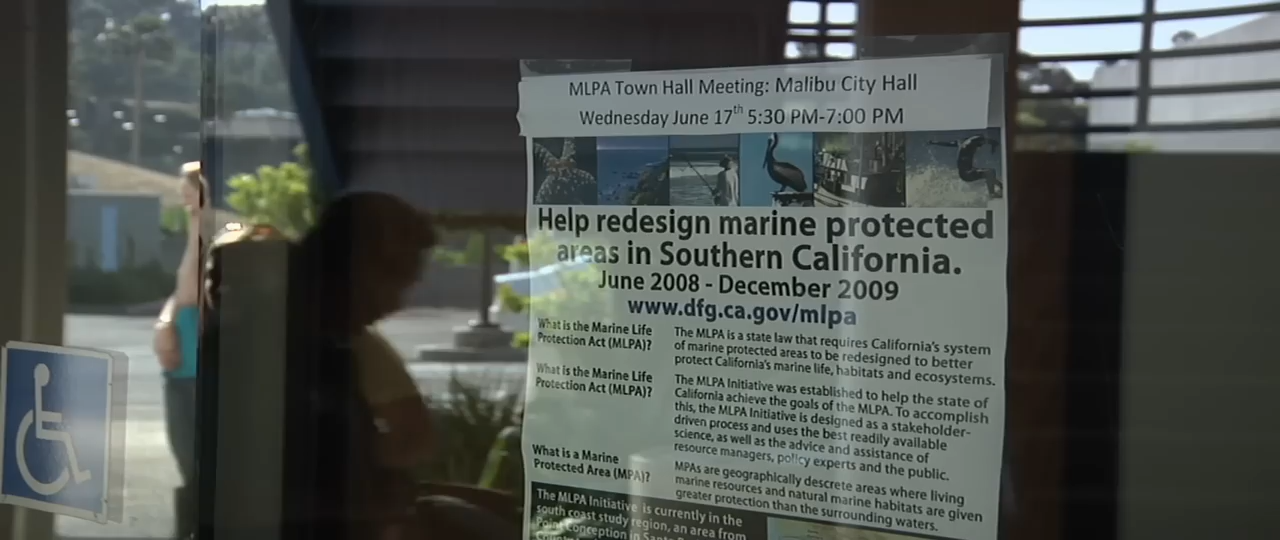 MLPA Town Hall Meeting: Malibu City Hall
Wednesday June 17th 5:30 PM-7:00 PM
Help redesign marine protected
areas in Southern California.
June 2008 - December 2009
www.dfg.ca.gov/mlpa
What is the Marine Life
Protection Act (MLPA)?
The MLPA is a state law that requires California's system
of marine protected areas to be redesigned to better
protect California's marine life, habitats and ecosystems.
What is the Marine Life
Protection Act (MLPA)?
The MLPA Initiative was established to help the state of
California achieve the goals of the MLPA. To accomplish
this, the MLPA Initiative is designed as a stakeholder-
driven process and uses the best readily available
science, as well as the advice and assistance of
resource managers, policy experts and the public.
What is a Marine
Protected Area (MPA)?
MPAs are geographically descrete areas where living
marine resources and natural marine habitats are given
greater protection than the surrounding waters.
The MLPA Initiative is currently in the
south coast study region, an area from
Point Conception in Santa